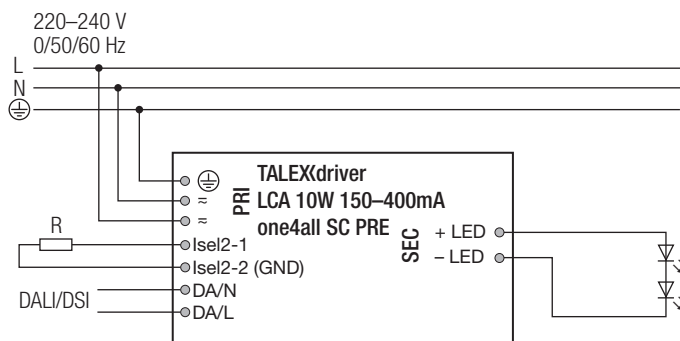 220–240 V
0/50/60 Hz
L
N
TALEXXdriver
LCA 10W 150–400mA
one4all SC PRE
PRI
≂
≂
R
Isel2-1
Isel2-2 (GND)
DALI/DSI
DA/N
DA/L
SEC
+ LED
– LED